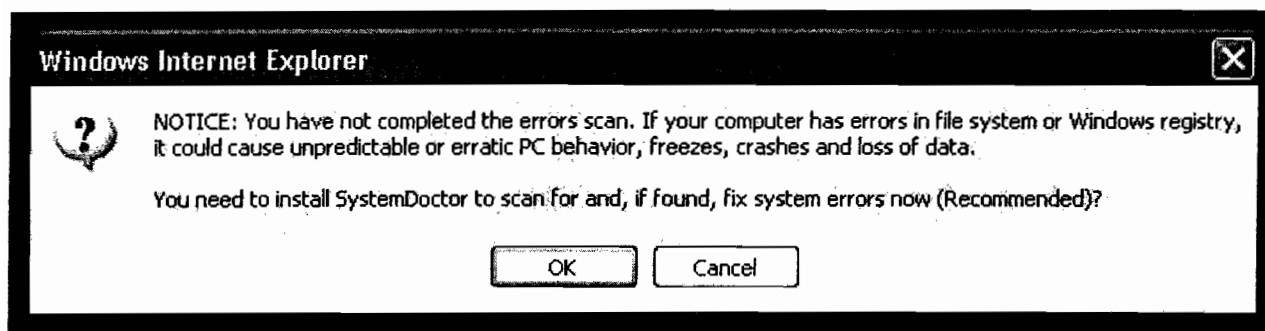 Windows Internet Explorer
NOTICE: You have not completed the errors scan. If your computer has errors in file system or Windows registry,
it could cause unpredictable or erratic PC behavior, freezes, crashes and loss of data.
You need to install SystemDoctor to scan for and, if found, fix system errors now (Recommended)?
OK Cancel